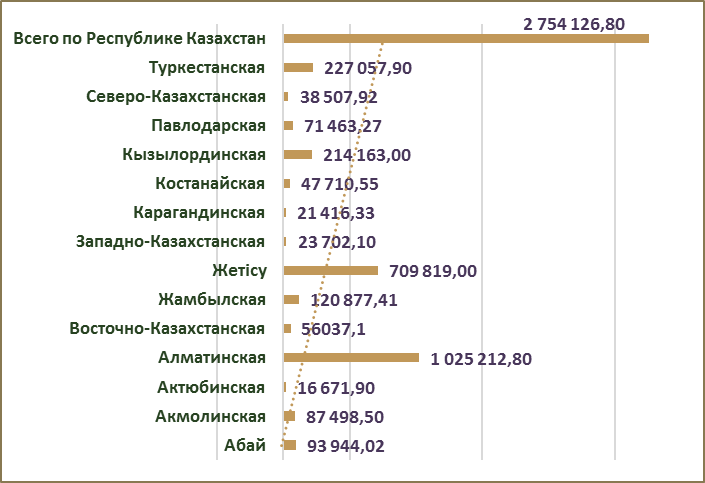 Всего по Республике Казахстан 2 754 126,80
Туркестанская 227 057,90
Северо-Казахстанская 38 507,92
Павлодарская 71 463,27
Кызылординская 214 163,00
Костанайская 47 710,55
Карагандинская 21 416,33
Западно-Казахстанская 23 702,10
Жетісу 709 819,00
Жамбылская 120 877,41
Восточно-Казахстанская 56037,1
Алматинская 1 025 212,80
Актюбинская 16 671,90
Акмолинская 87 498,50
Абай 93 944,02